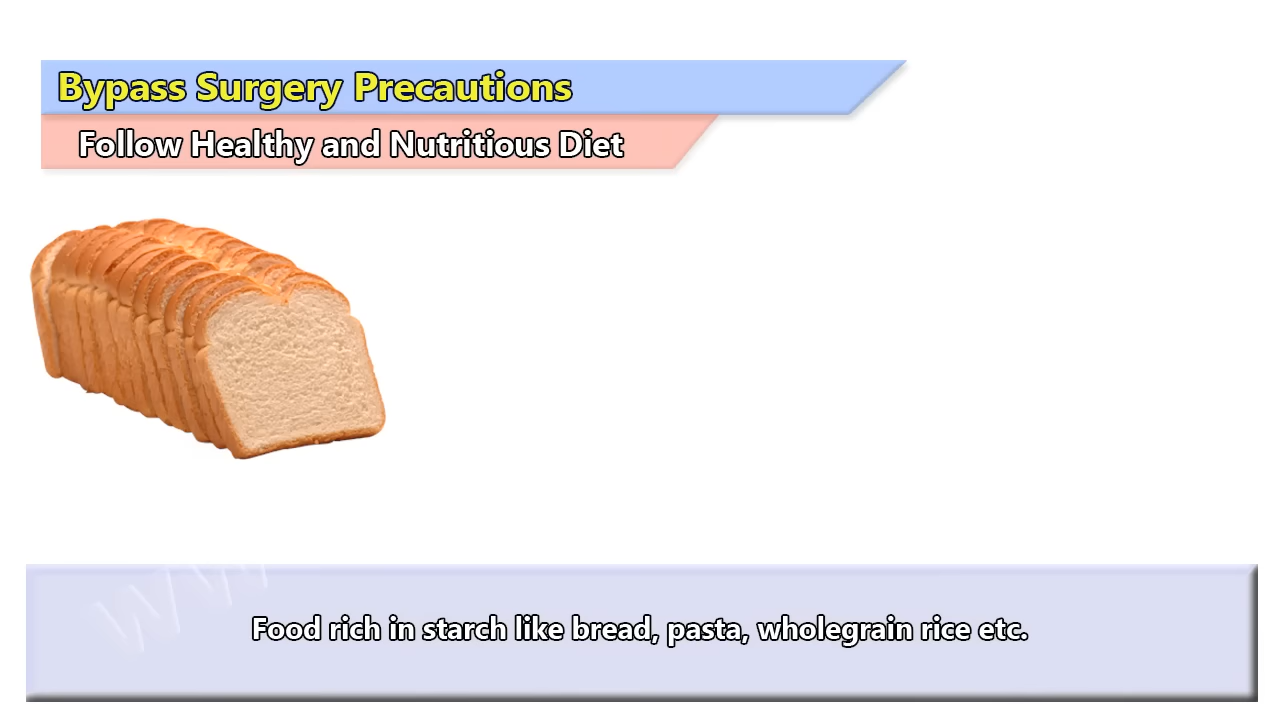 Bypass Surgery Precautions
Follow Healthy and Nutritious Diet
Food rich in starch like bread, pasta, wholegrain rice etc.